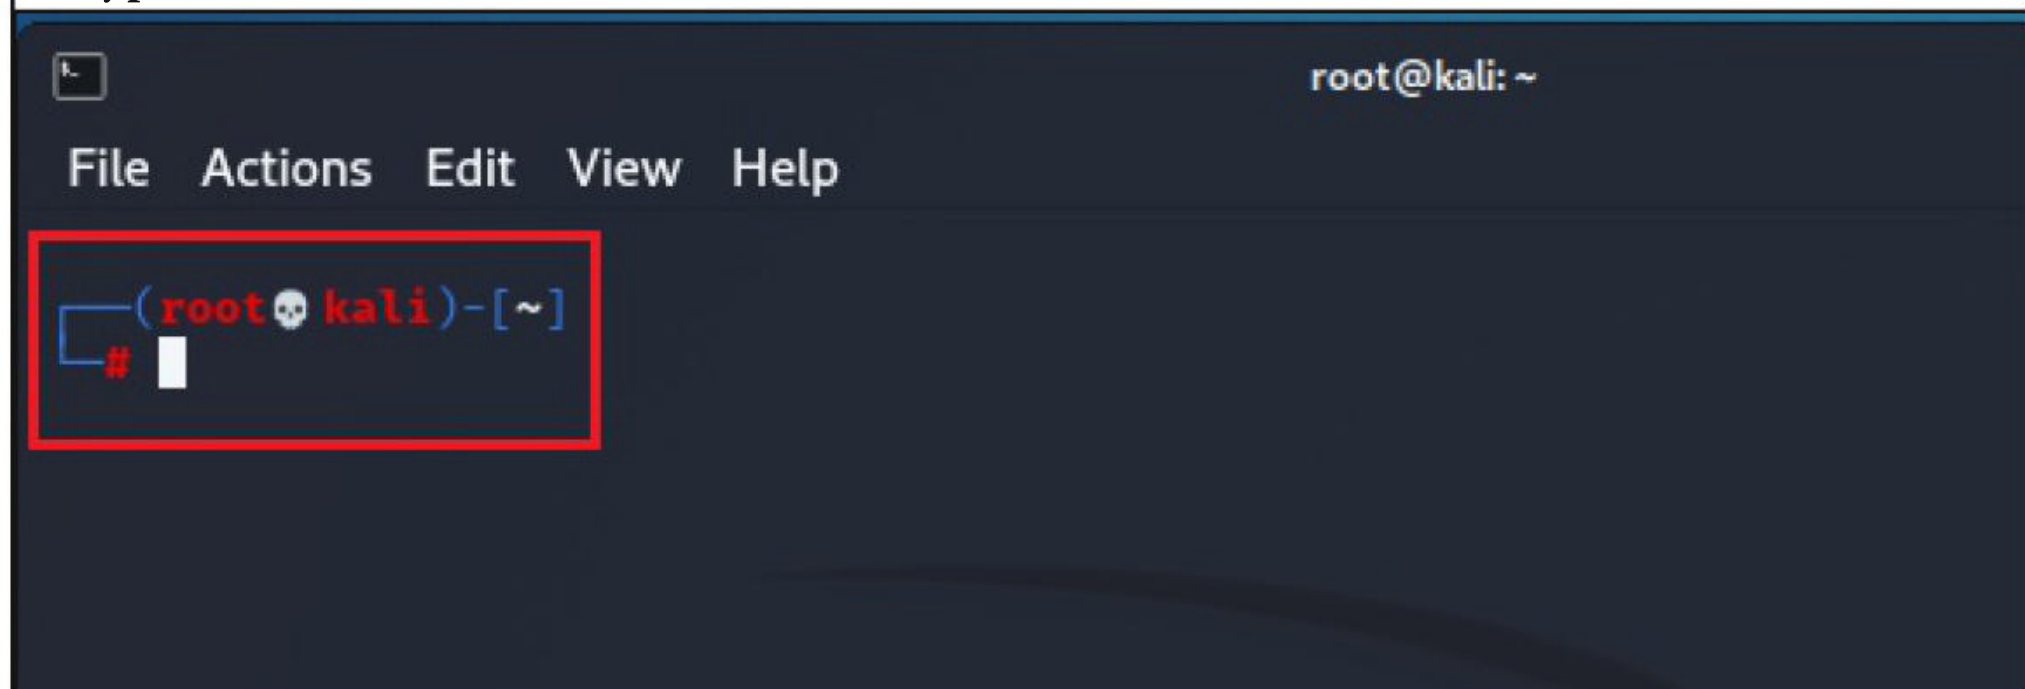 root@kali: ~
File Actions Edit View Help
┌──(root💀kali)-[~]
└─#